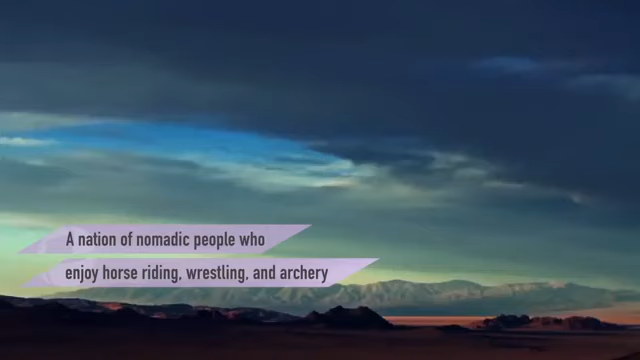 A nation of nomadic people who
enjoy horse riding, wrestling, and archery